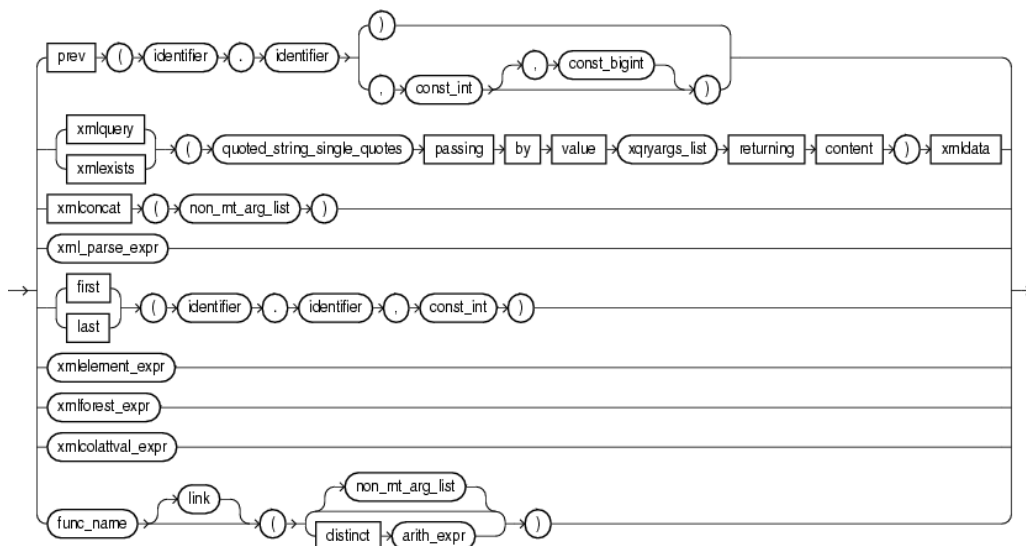 )
prev ( identifier . identifier
, const_int , const_bigint )
xmlquery
xmlexists
( quoted_string_single_quotes passing by value xqryargs_list returning content ) xmldata
xmlconcat ( non_mt_arg_list )
xml_parse_expr
first
last
( identifier . identifier , const_int )
xmlelement_expr
xmlforest_expr
xmlcolattval_expr
func_name link ( non_mt_arg_list
distinct arith_expr )